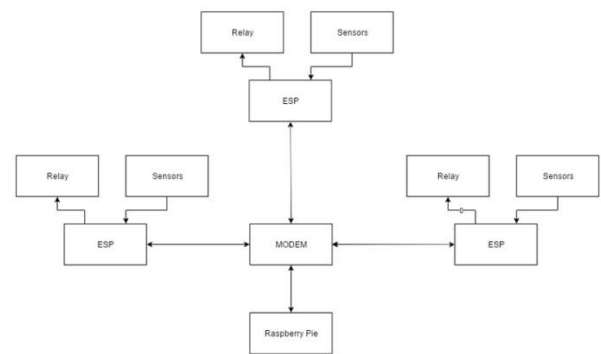 Relay
Sensors
ESP
Relay
Sensors
Relay
Sensors
ESP
MODEM
ESP
Raspberry Pie